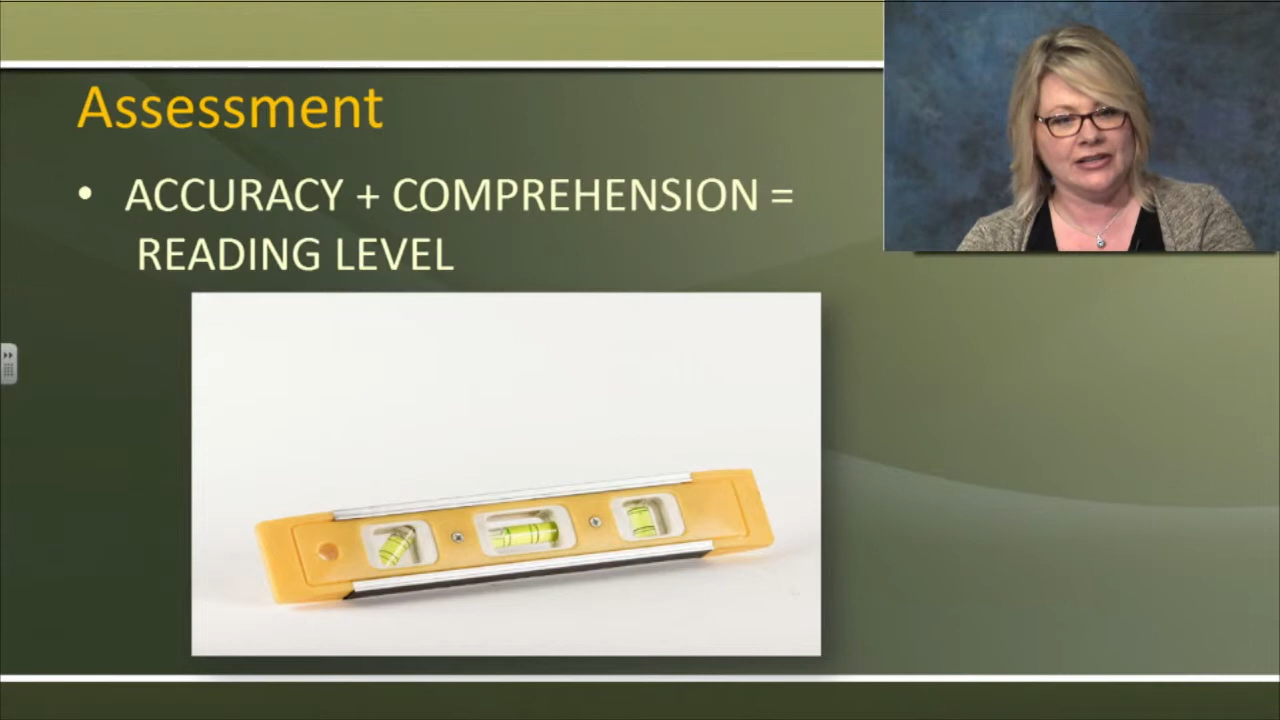 Assessment
• ACCURACY + COMPREHENSION =
READING LEVEL